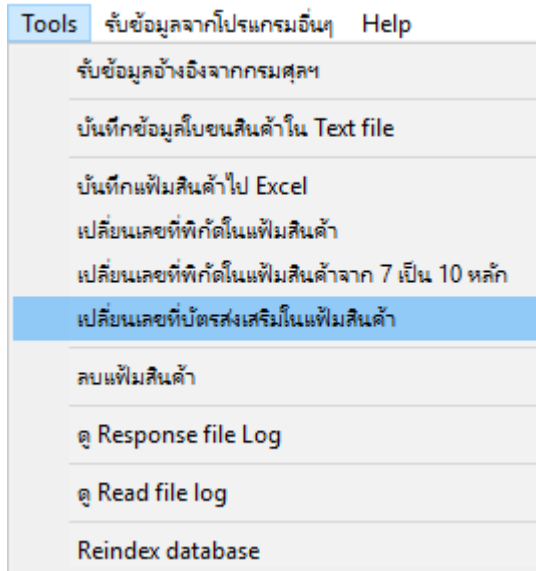 Tools รับข้อมูลจากโปรแกรมอื่นๆ Help
รับข้อมูลอ้างอิงจากกรมศุลฯ
บันทึกข้อมูลใบขนสินค้าใน Text file
บันทึกแฟ้มสินค้าไป Excel
เปลี่ยนเลขที่พิกัดในแฟ้มสินค้า
เปลี่ยนเลขที่พิกัดในแฟ้มสินค้าจาก 7 เป็น 10 หลัก
เปลี่ยนเลขที่บัตรส่งเสริมในแฟ้มสินค้า
ลบแฟ้มสินค้า
ดู Response file Log
ดู Read file log
Reindex database